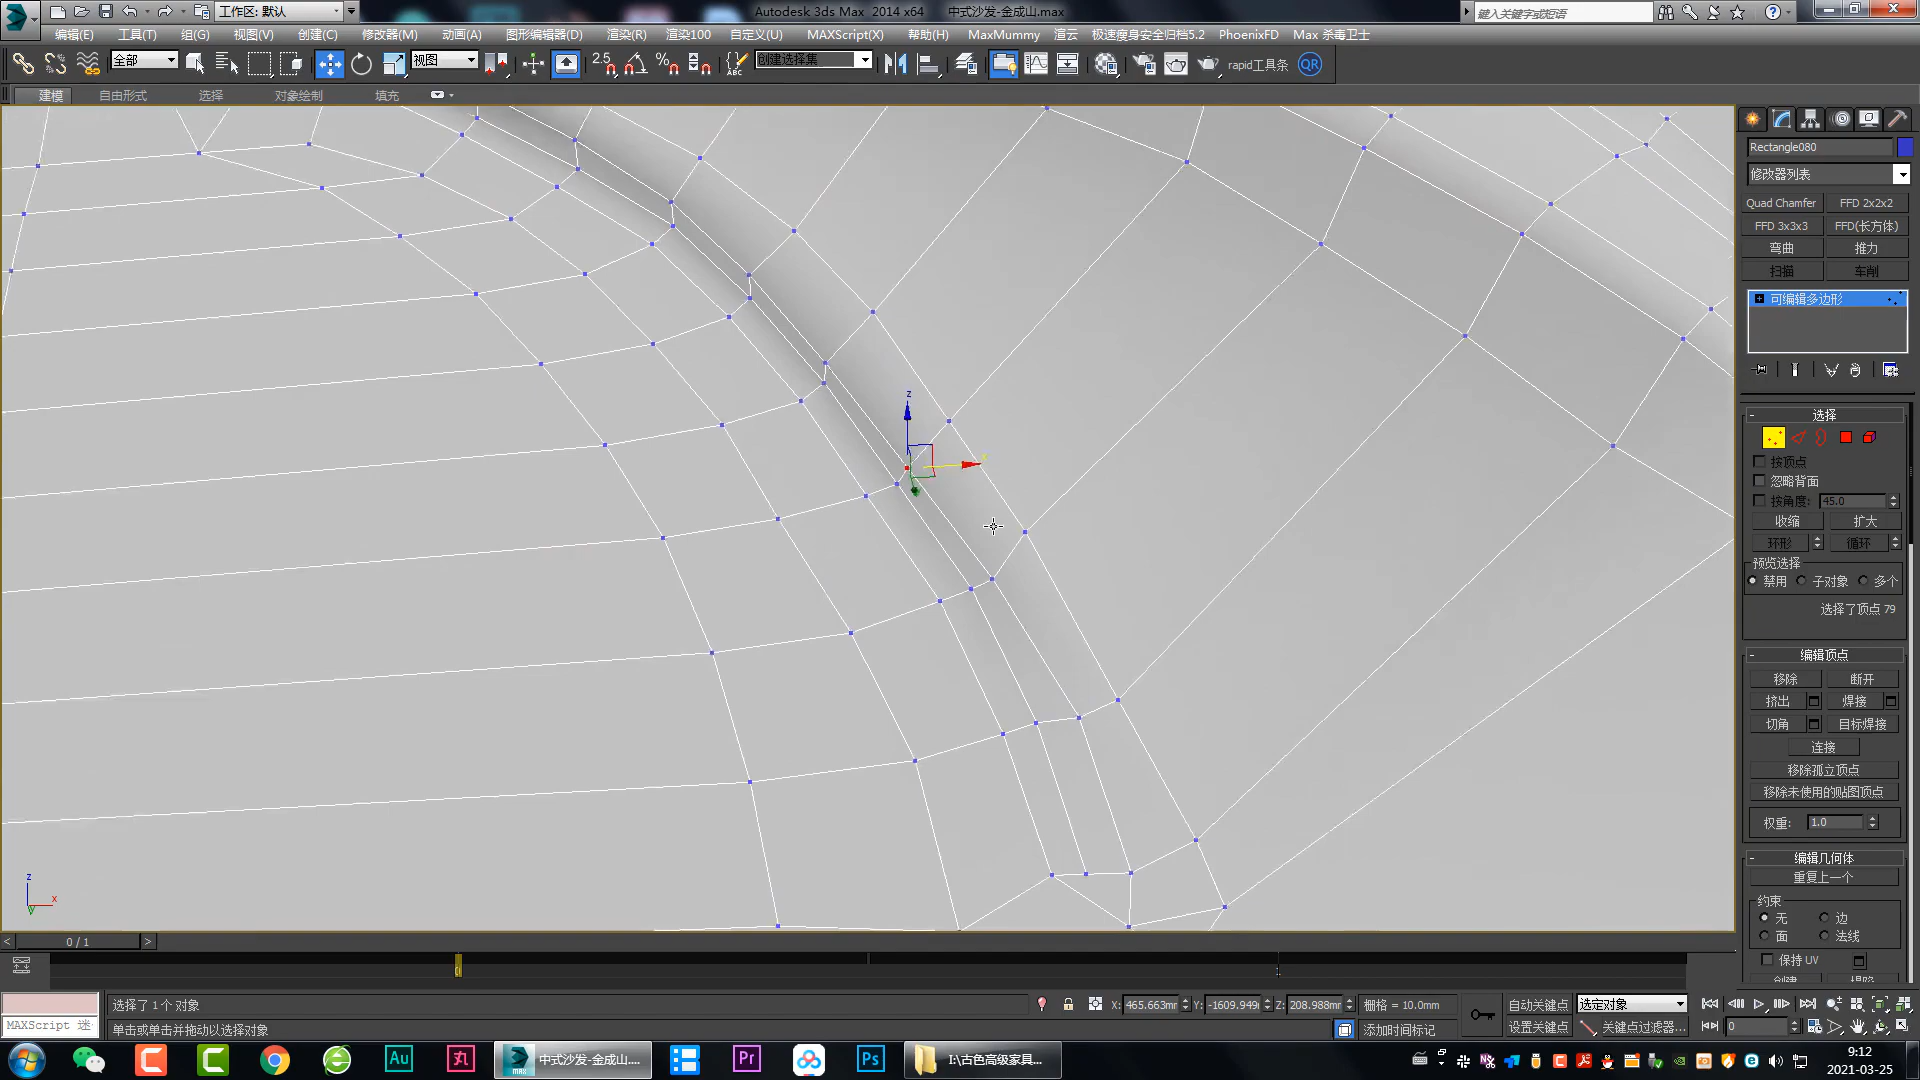 工作区: 默认
Autodesk 3ds Max 2014 x64 中式沙发-金成山.max
键入关键字或短语
编辑(E) 工具(T) 组(G) 视图(V) 创建(C) 修改器(M) 动画(A) 图形编辑器(D) 渲染(R) 渲染100 自定义(U) MAXScript(X) 帮助(H) MaxMummy 渲云 极速瘦身安全归档5.2 PhoenixFD Max 杀毒卫士
全部 视图 2.5 创建选择集 rapid工具条 QR
建模 自由形式 选择 对象绘制 填充
Rectangle080
修改器列表
Quad Chamfer FFD 2x2x2
FFD 3x3x3 FFD(长方体)
弯曲 推力
扫描 车削
可编辑多边形
选择
按顶点
忽略背面
按角度: 45.0
收缩 扩大
环形 循环
预览选择
禁用 子对象 多个
选择了顶点 79
编辑顶点
移除 断开
挤出 焊接
切角 目标焊接
连接
移除孤立顶点
移除未使用的贴图顶点
权重: 1.0
编辑几何体
重复上一个
约束
无 边
面 法线
保持 UV
z
x
z
x
y
0 / 1
选择了 1 个 对象
X: 465.663mm Y: -1609.949m Z: 208.988mm 栅格 = 10.0mm 自动关键点 选定对象
MAXScript 迷
单击或单击并拖动以选择对象
添加时间标记 设置关键点 关键点过滤器... 0
Au 丸 中式沙发-金成山.... Pr Ps I:\古色高级家具...
9:12
2021-03-25